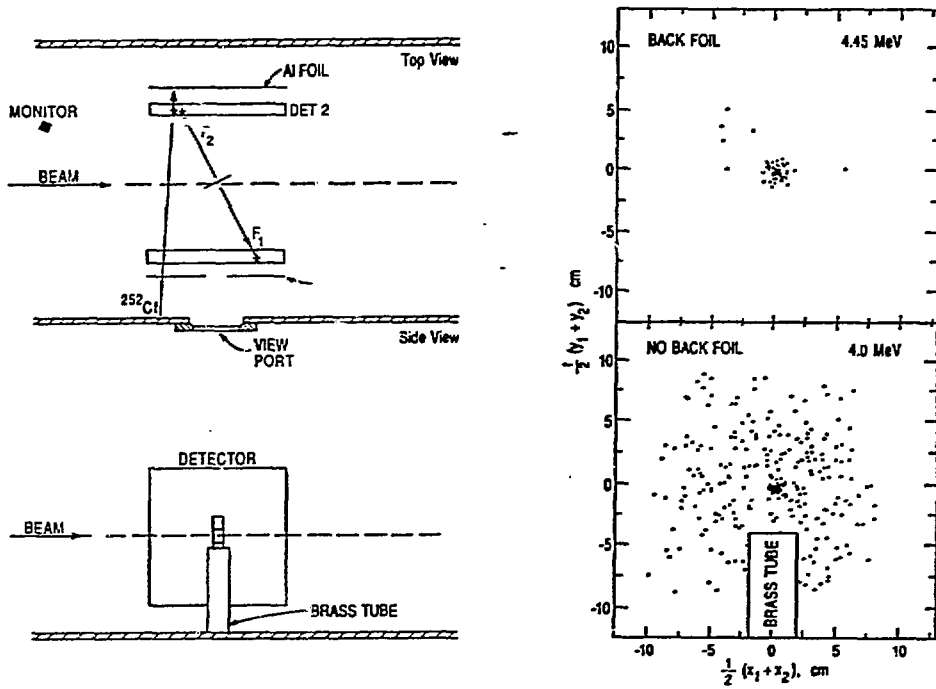 Top View
Al FOIL
DET 2
MONITOR
F2
BEAM
F1
252Cf
VIEW
PORT
Side View
DETECTOR
BEAM
BRASS TUBE
BACK FOIL 4.45 MeV
10
5
0
-5
-10
NO BACK FOIL 4.0 MeV
10
5
0
-5
-10
BRASS TUBE
-10 -5 0 5 10
1/2 (y1 + y2) cm
1/2 (x1 + x2), cm